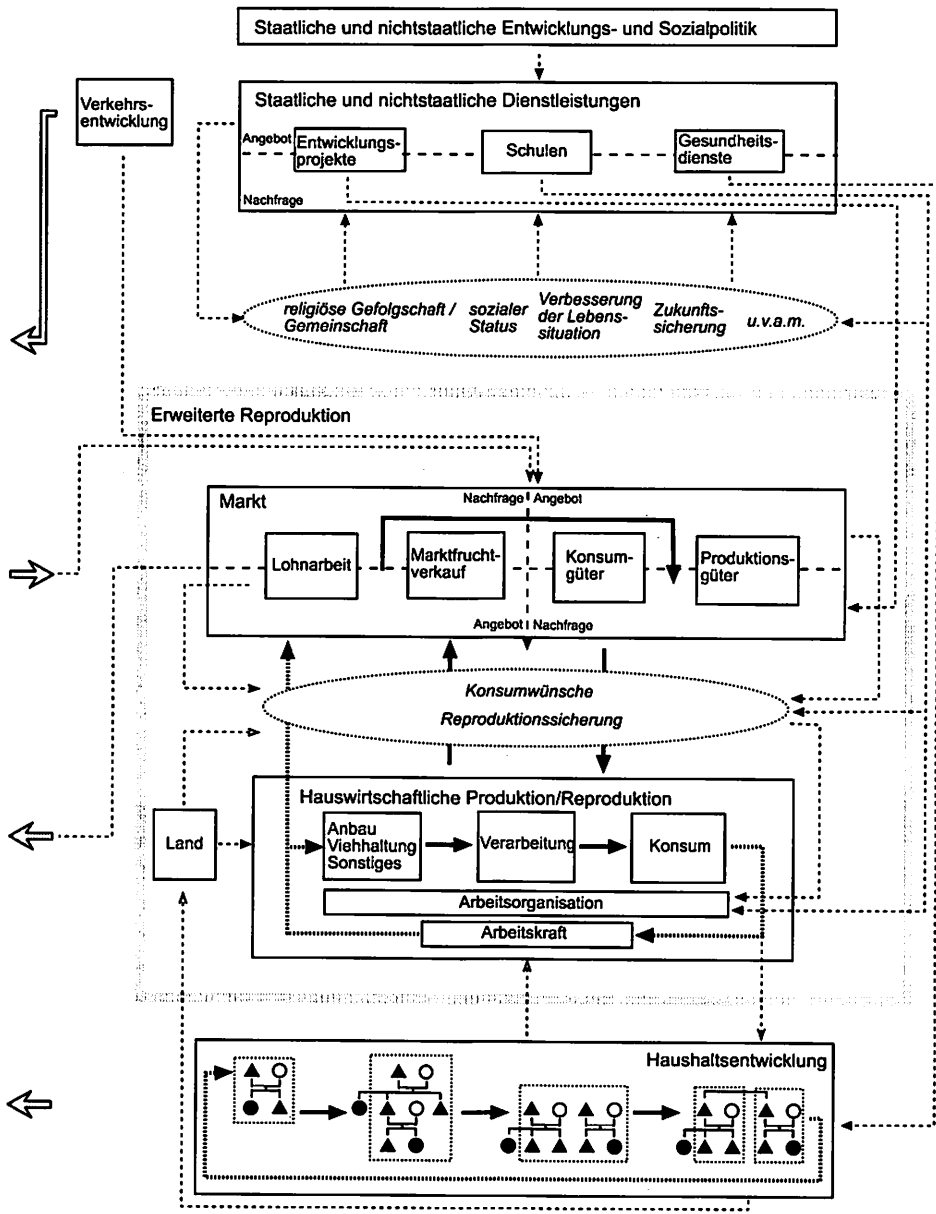 Staatliche und nichtstaatliche Entwicklungs- und Sozialpolitik
Verkehrs-
entwicklung
Staatliche und nichtstaatliche Dienstleistungen
Angebot
Entwicklungs-
projekte
Schulen
Gesundheits-
dienste
Nachfrage
religiöse Gefolgschaft /
Gemeinschaft
sozialer
Status
Verbesserung
der Lebens-
situation
Zukunfts-
sicherung
u.v.a.m.
Erweiterte Reproduktion
Markt
Nachfrage
Angebot
Lohnarbeit
Marktfrucht-
verkauf
Konsum-
güter
Produktions-
güter
Angebot
Nachfrage
Konsumwünsche
Reproduktionssicherung
Hauswirtschaftliche Produktion/Reproduktion
Land
Anbau
Viehhaltung
Sonstiges
Verarbeitung
Konsum
Arbeitsorganisation
Arbeitskraft
Haushaltsentwicklung